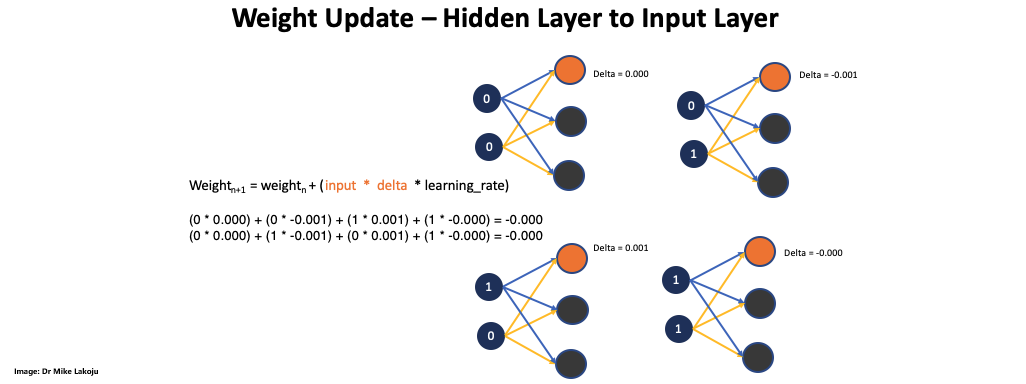 Weight Update – Hidden Layer to Input Layer
0
0
Delta = 0.000
0
1
Delta = -0.001
Weightn+1 = weightn + (input * delta * learning_rate)
(0 * 0.000) + (0 * -0.001) + (1 * 0.001) + (1 * -0.000) = -0.000
(0 * 0.000) + (1 * -0.001) + (0 * 0.001) + (1 * -0.000) = -0.000
1
0
Delta = 0.001
1
1
Delta = -0.000
Image: Dr Mike Lakoju